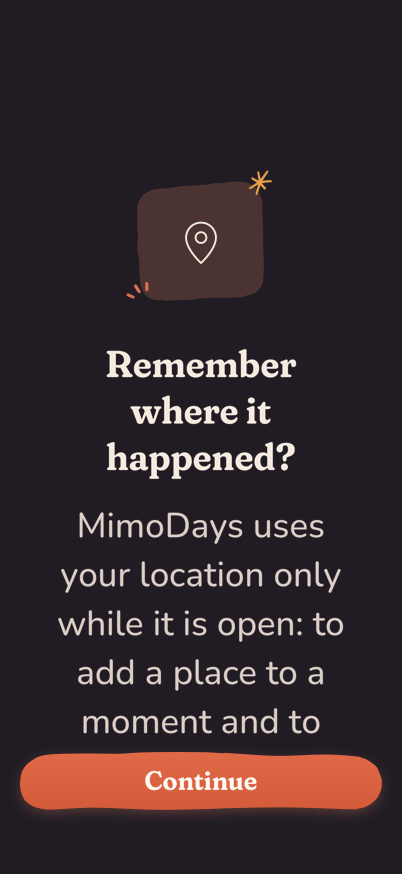 Remember
where it
happened?
MimoDays uses
your location only
while it is open: to
add a place to a
moment and to
Continue